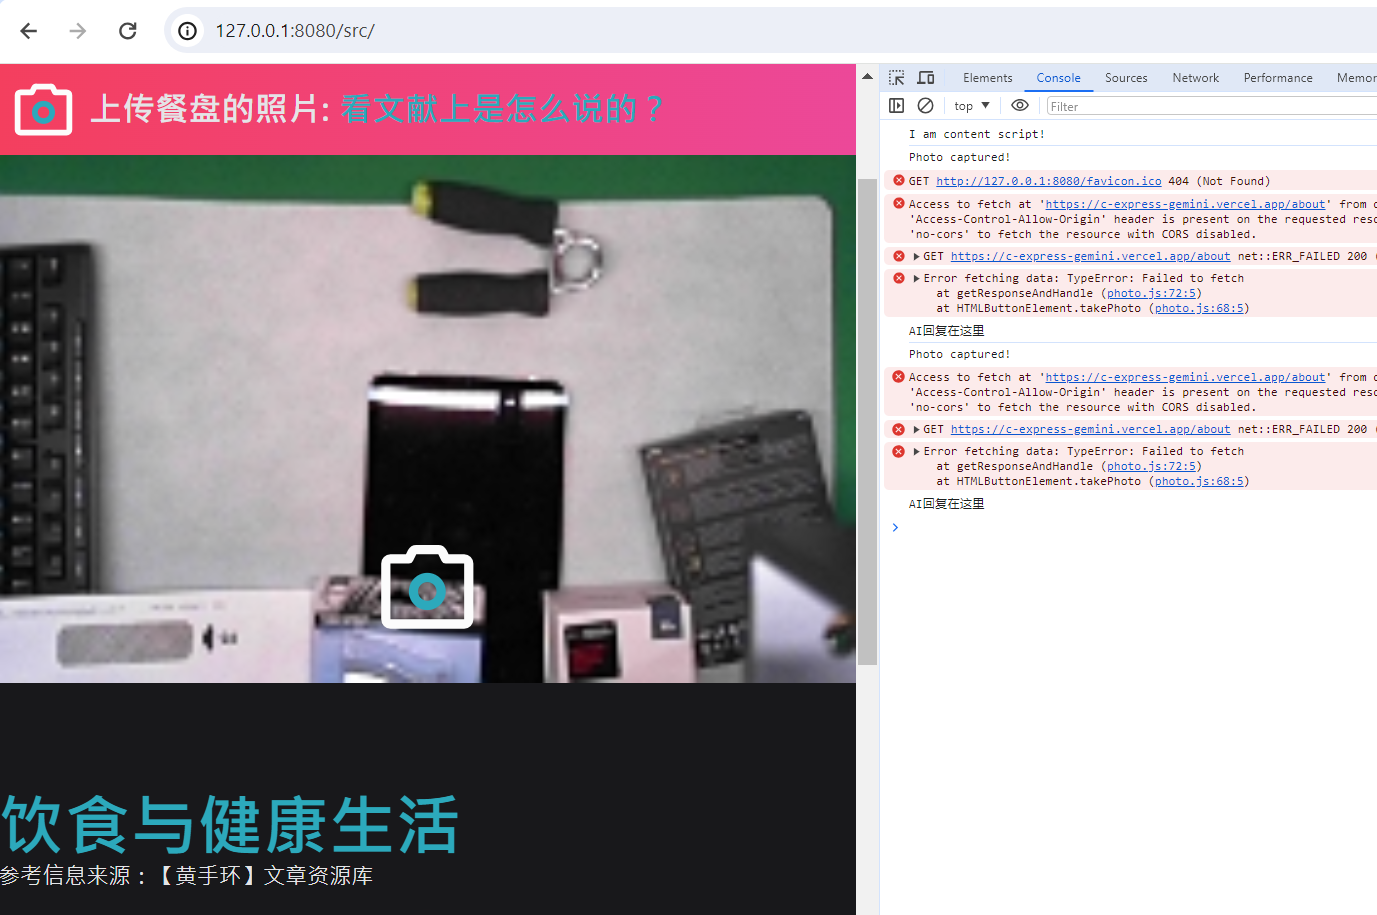 127.0.0.1:8080/src/
上传餐盘的照片: 看文献上是怎么说的？
饮食与健康生活
参考信息来源：【黄手环】文章资源库
Elements Console Sources Network Performance Memor
top Filter
I am content script!
Photo captured!
GET http://127.0.0.1:8080/favicon.ico 404 (Not Found)
Access to fetch at 'https://c-express-gemini.vercel.app/about' from o
'Access-Control-Allow-Origin' header is present on the requested reso
'no-cors' to fetch the resource with CORS disabled.
GET https://c-express-gemini.vercel.app/about net::ERR_FAILED 200 (
Error fetching data: TypeError: Failed to fetch
at getResponseAndHandle (photo.js:72:5)
at HTMLButtonElement.takePhoto (photo.js:68:5)
AI回复在这里
Photo captured!
Access to fetch at 'https://c-express-gemini.vercel.app/about' from o
'Access-Control-Allow-Origin' header is present on the requested reso
'no-cors' to fetch the resource with CORS disabled.
GET https://c-express-gemini.vercel.app/about net::ERR_FAILED 200 (
Error fetching data: TypeError: Failed to fetch
at getResponseAndHandle (photo.js:72:5)
at HTMLButtonElement.takePhoto (photo.js:68:5)
AI回复在这里